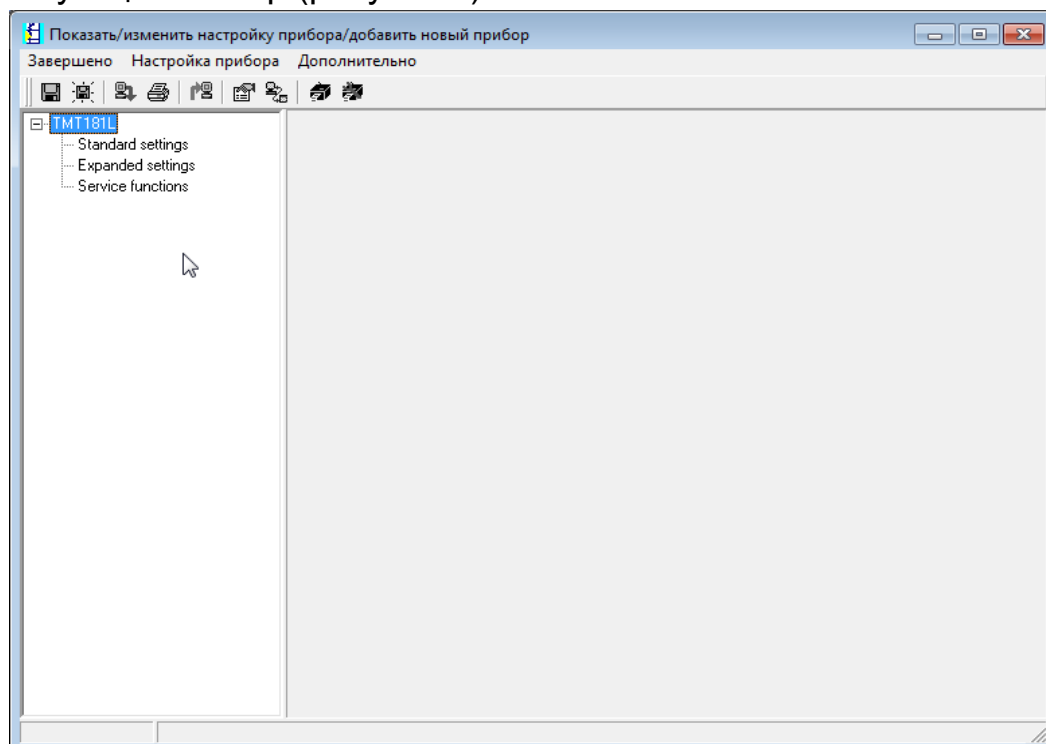 Показать/изменить настройку прибора/добавить новый прибор
Завершено Настройка прибора Дополнительно
TMT181L
Standard settings
Expanded settings
Service functions